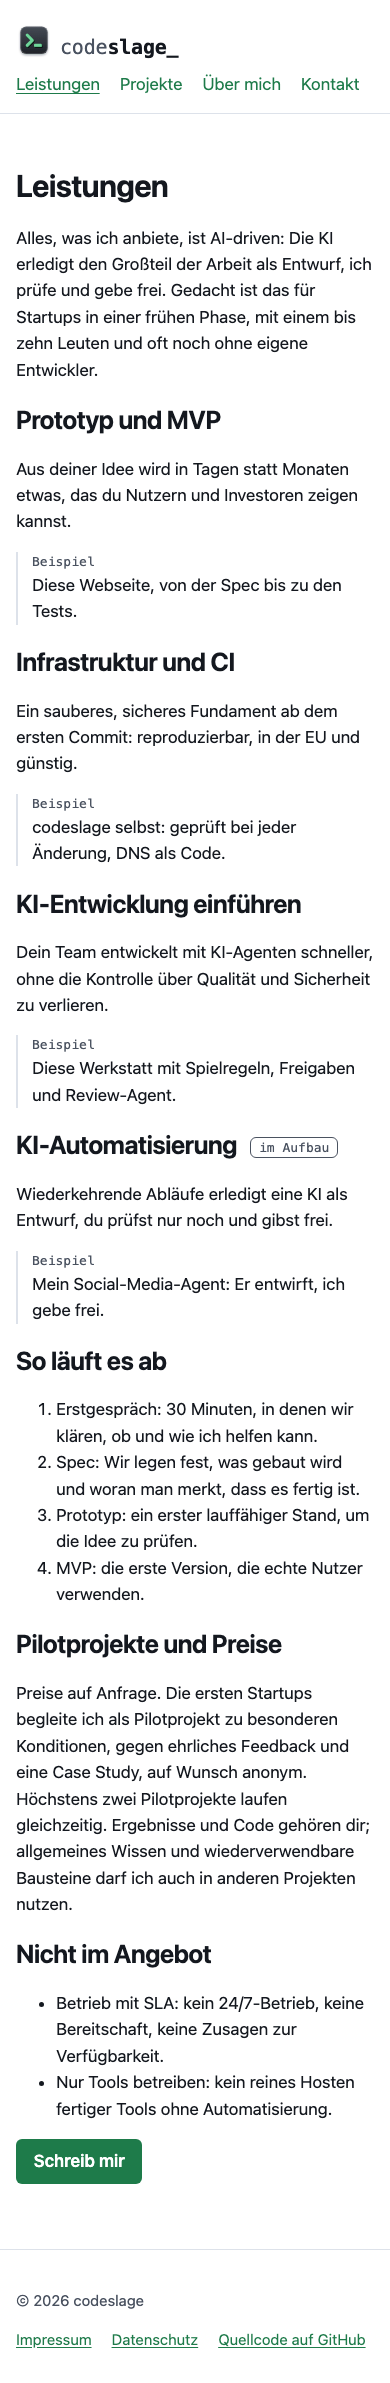 codeslage_
Leistungen Projekte Über mich Kontakt
Leistungen
Alles, was ich anbiete, ist AI-driven: Die KI
erledigt den Großteil der Arbeit als Entwurf, ich
prüfe und gebe frei. Gedacht ist das für
Startups in einer frühen Phase, mit einem bis
zehn Leuten und oft noch ohne eigene
Entwickler.
Prototyp und MVP
Aus deiner Idee wird in Tagen statt Monaten
etwas, das du Nutzern und Investoren zeigen
kannst.
Beispiel
Diese Webseite, von der Spec bis zu den
Tests.
Infrastruktur und CI
Ein sauberes, sicheres Fundament ab dem
ersten Commit: reproduzierbar, in der EU und
günstig.
Beispiel
codeslage selbst: geprüft bei jeder
Änderung, DNS als Code.
KI-Entwicklung einführen
Dein Team entwickelt mit KI-Agenten schneller,
ohne die Kontrolle über Qualität und Sicherheit
zu verlieren.
Beispiel
Diese Werkstatt mit Spielregeln, Freigaben
und Review-Agent.
KI-Automatisierung im Aufbau
Wiederkehrende Abläufe erledigt eine KI als
Entwurf, du prüfst nur noch und gibst frei.
Beispiel
Mein Social-Media-Agent: Er entwirft, ich
gebe frei.
So läuft es ab
1. Erstgespräch: 30 Minuten, in denen wir
klären, ob und wie ich helfen kann.
2. Spec: Wir legen fest, was gebaut wird
und woran man merkt, dass es fertig ist.
3. Prototyp: ein erster lauffähiger Stand, um
die Idee zu prüfen.
4. MVP: die erste Version, die echte Nutzer
verwenden.
Pilotprojekte und Preise
Preise auf Anfrage. Die ersten Startups
begleite ich als Pilotprojekt zu besonderen
Konditionen, gegen ehrliches Feedback und
eine Case Study, auf Wunsch anonym.
Höchstens zwei Pilotprojekte laufen
gleichzeitig. Ergebnisse und Code gehören dir;
allgemeines Wissen und wiederverwendbare
Bausteine darf ich auch in anderen Projekten
nutzen.
Nicht im Angebot
• Betrieb mit SLA: kein 24/7-Betrieb, keine
Bereitschaft, keine Zusagen zur
Verfügbarkeit.
• Nur Tools betreiben: kein reines Hosten
fertiger Tools ohne Automatisierung.
Schreib mir
© 2026 codeslage
Impressum Datenschutz Quellcode auf GitHub